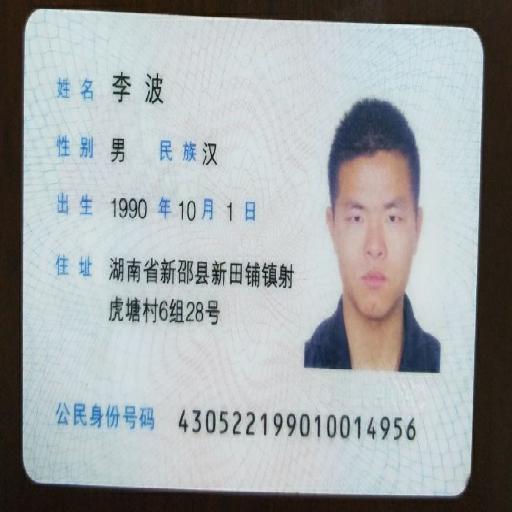 姓名 李波
性别 男 民族 汉
出生 1990 年 10 月 1 日
住址 湖南省新邵县新田铺镇射
虎塘村6组28号
公民身份号码 430522199010014956